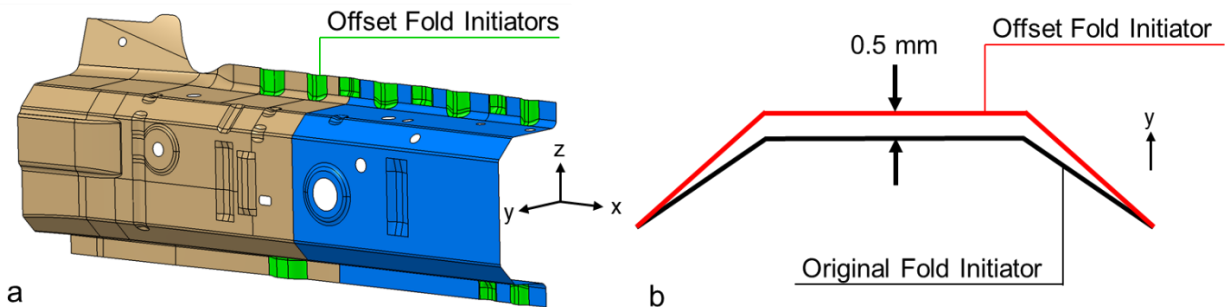 Offset Fold Initiators
z
y
x
a
0.5 mm
Offset Fold Initiator
y
Original Fold Initiator
b